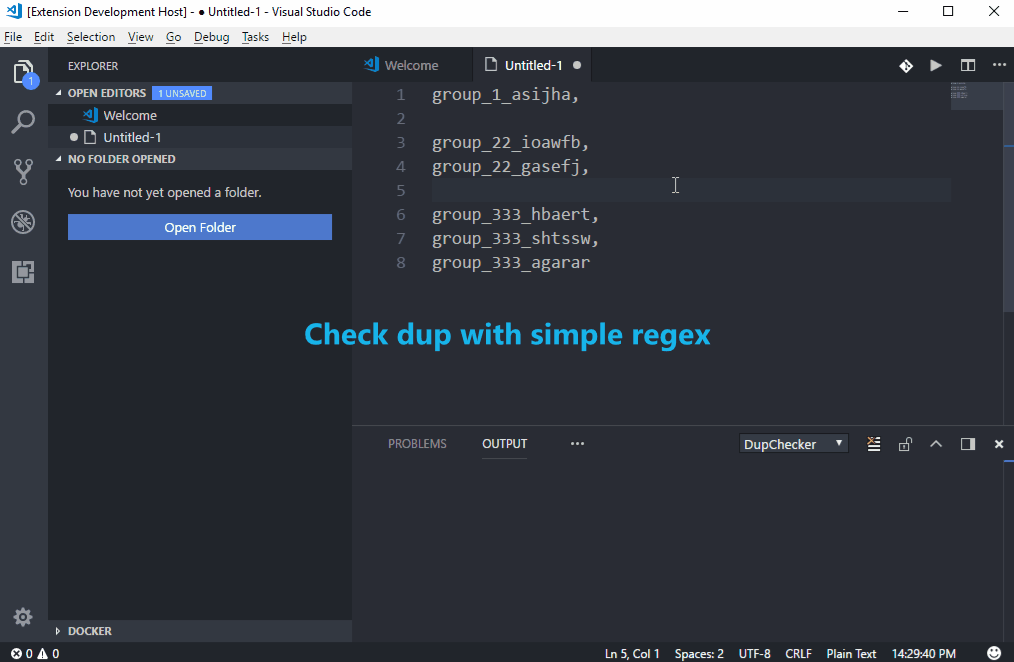 [Extension Development Host] - ● Untitled-1 - Visual Studio Code
File Edit Selection View Go Debug Tasks Help
EXPLORER
Welcome
Untitled-1 ●
OPEN EDITORS 1 UNSAVED
Welcome
● Untitled-1
NO FOLDER OPENED
You have not yet opened a folder.
Open Folder
1
1 group_1_asijha,
2
3 group_22_ioawfb,
4 group_22_gasefj,
5
6 group_333_hbaert,
7 group_333_shtssw,
8 group_333_agarar
Check dup with simple regex
PROBLEMS OUTPUT ••• DupChecker
DOCKER
0 0 Ln 5, Col 1 Spaces: 2 UTF-8 CRLF Plain Text 14:29:40 PM